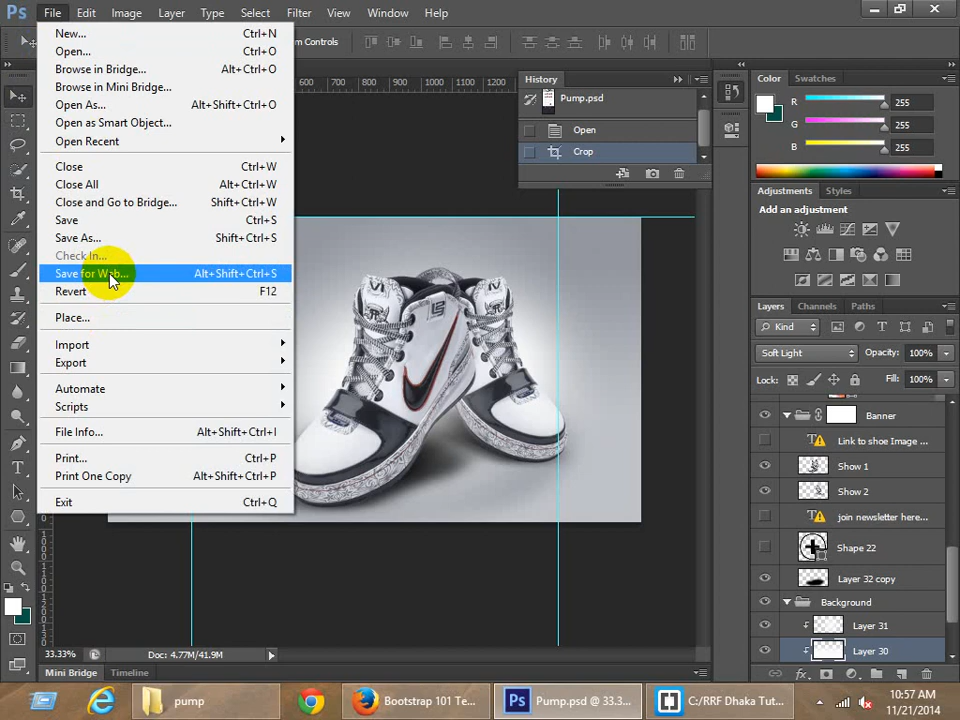 Ps File Edit Image Layer Type Select Filter View Window Help
New... Ctrl+N
Open... Ctrl+O
Browse in Bridge... Alt+Ctrl+O
Browse in Mini Bridge...
Open As... Alt+Shift+Ctrl+O
Open as Smart Object...
Open Recent
Close Ctrl+W
Close All Alt+Ctrl+W
Close and Go to Bridge... Shift+Ctrl+W
Save Ctrl+S
Save As... Shift+Ctrl+S
Check In...
Save for Web... Alt+Shift+Ctrl+S
Revert F12
Place...
Import
Export
Automate
Scripts
File Info... Alt+Shift+Ctrl+I
Print... Ctrl+P
Print One Copy Alt+Shift+Ctrl+P
Exit Ctrl+Q
m Controls
600 700 800 900 1000 1100 1200
History
Pump.psd
Open
Crop
Color Swatches
R 255
G 255
B 255
Adjustments Styles
Add an adjustment
Layers Channels Paths
Kind
Soft Light Opacity: 100%
Lock: Fill: 100%
Banner
Link to shoe Image ...
Show 1
Show 2
join newsletter here...
Shape 22
Layer 32 copy
Background
Layer 31
Layer 30
33.33% Doc: 4.77M/41.9M
Mini Bridge Timeline
pump
Bootstrap 101 Te...
Pump.psd @ 33.3...
C:/RRF Dhaka Tut...
10:57 AM
11/21/2014